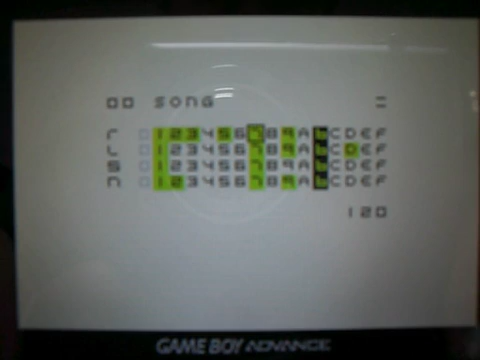 00 SONG =
r 0123456789ABCDEF
L 0123456789ABCDEF
S 0123456789ABCDEF
n 0123456789ABCDEF
120
GAME BOY ADVANCE